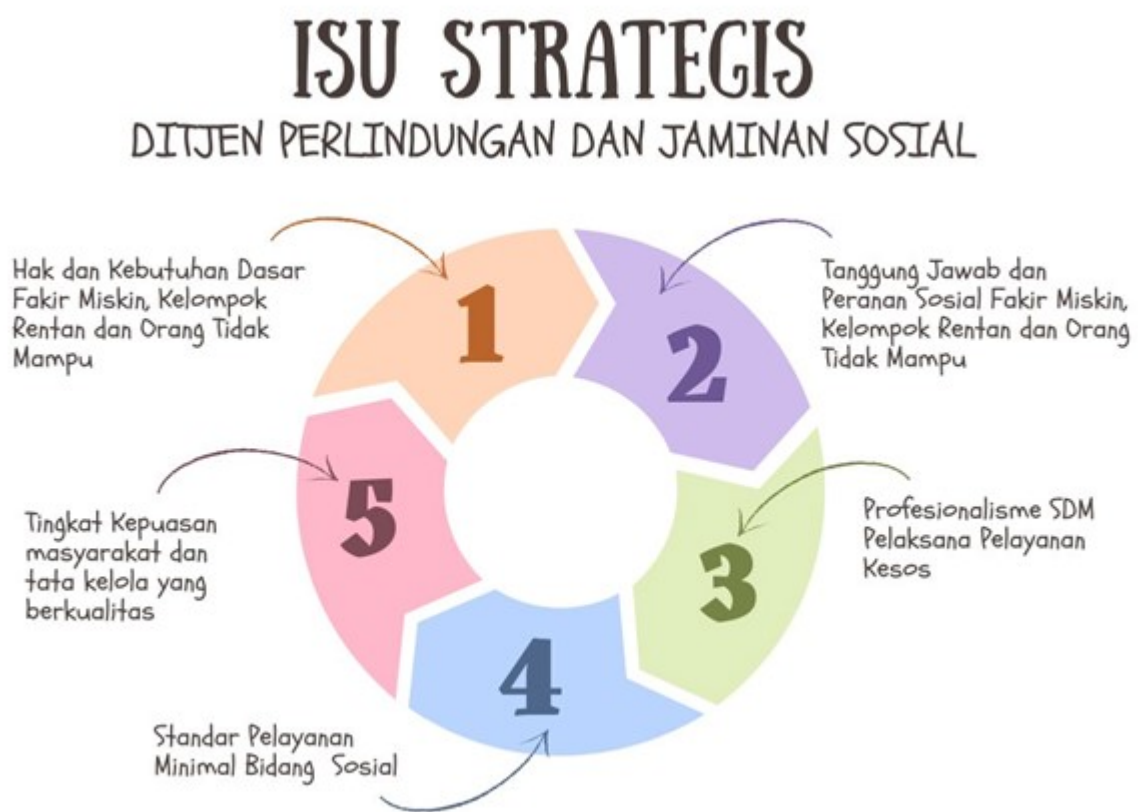 ISU STRATEGIS
DITJEN PERLINDUNGAN DAN JAMINAN SOSIAL
1
Hak dan Kebutuhan Dasar
Fakir Miskin, Kelompok
Rentan dan Orang Tidak
Mampu
2
Tanggung Jawab dan
Peranan Sosial Fakir Miskin,
Kelompok Rentan dan Orang
Tidak Mampu
3
Profesionalisme SDM
Pelaksana Pelayanan
Kesos
4
Standar Pelayanan
Minimal Bidang Sosial
5
Tingkat Kepuasan
masyarakat dan
tata kelola yang
berkualitas